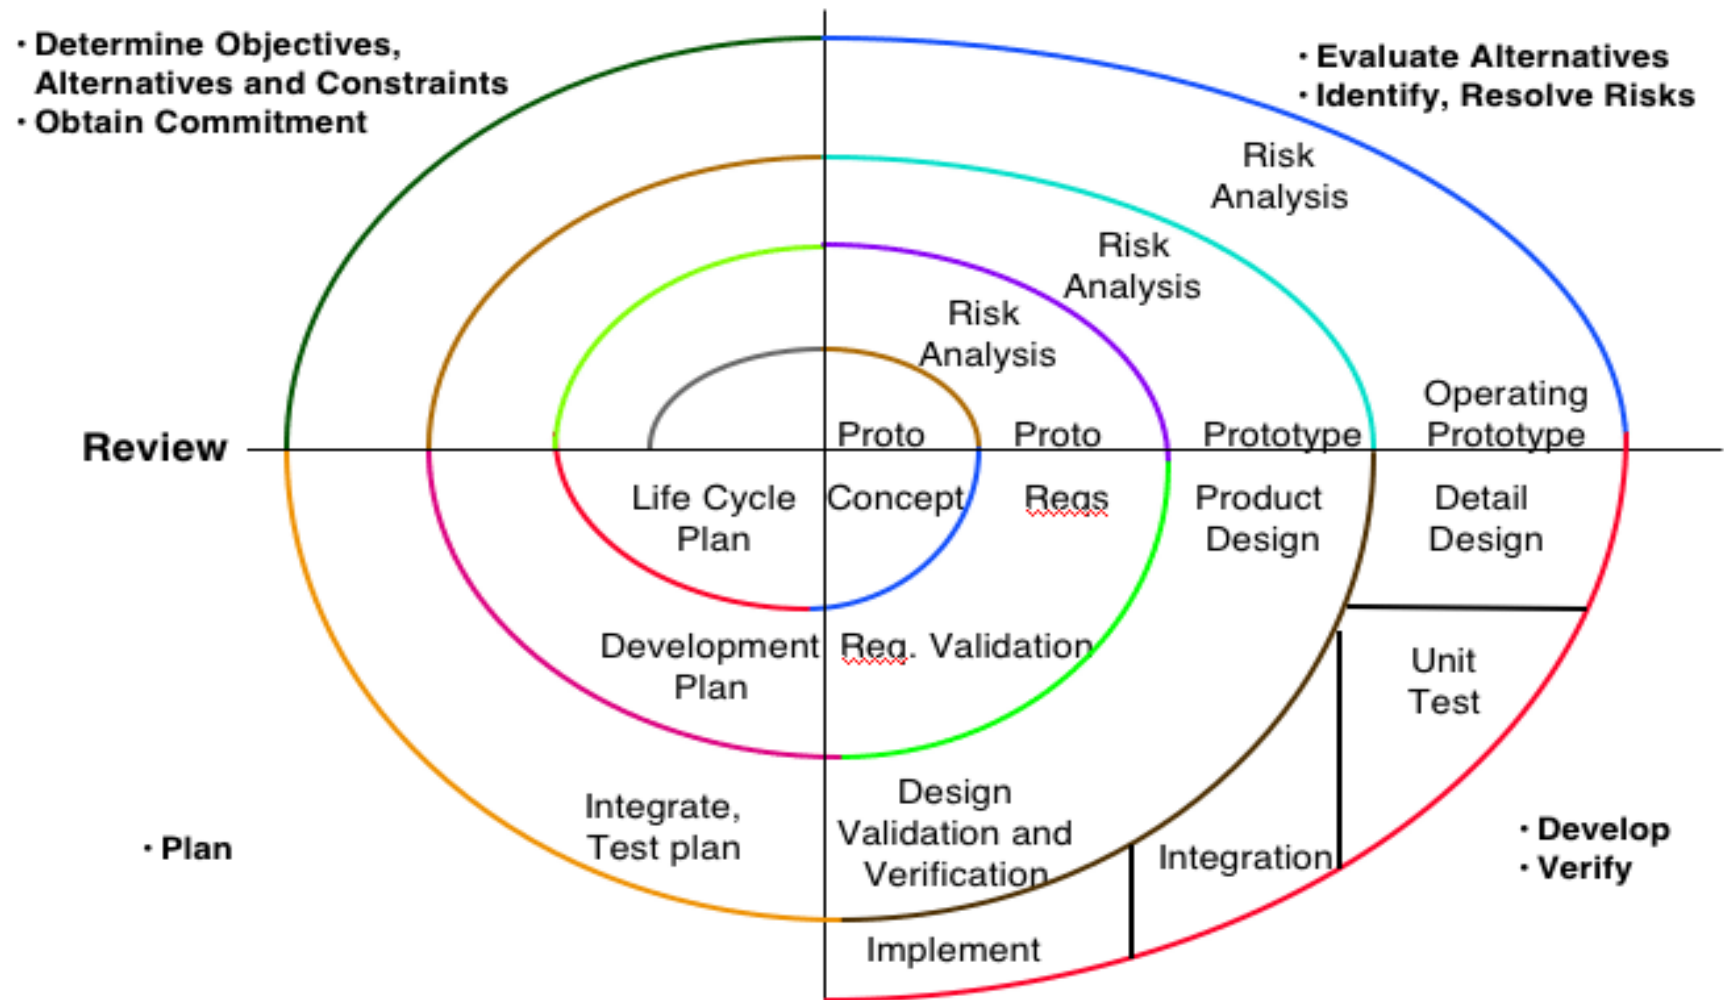 • Determine Objectives,
Alternatives and Constraints
• Obtain Commitment
• Evaluate Alternatives
• Identify, Resolve Risks
Risk
Analysis
Risk
Analysis
Risk
Analysis
Operating
Prototype
Prototype
Proto
Proto
Review
Life Cycle
Plan
Concept
Reqs
Product
Design
Detail
Design
Development
Plan
Req. Validation
Unit
Test
Integrate,
Test plan
Design
Validation and
Verification
Integration
Implement
• Plan
• Develop
• Verify